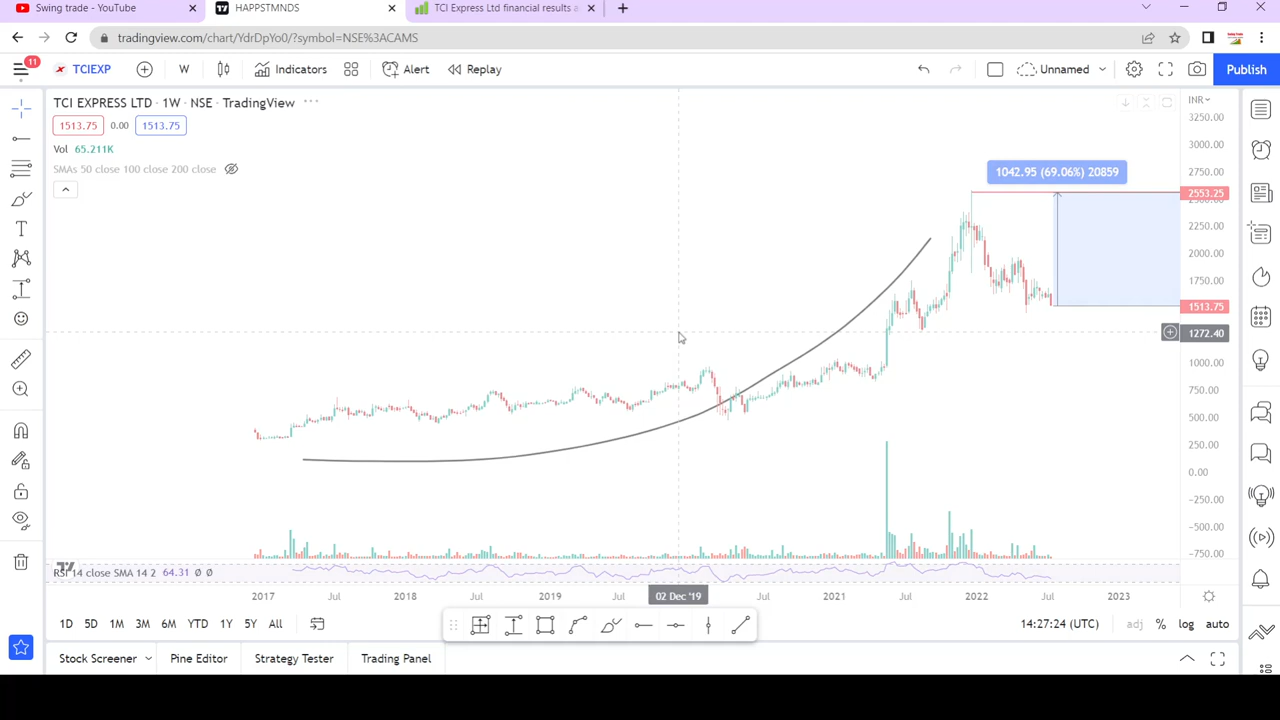 Swing trade - YouTube
HAPPSTMNDS
TCI Express Ltd financial results a
tradingview.com/chart/YdrDpYo0/?symbol=NSE%3ACAMS
11
TCIEXP
W
Indicators
Alert
Replay
Unnamed
Publish
TCI EXPRESS LTD · 1W · NSE · TradingView
INR
1513.75
0.00
1513.75
Vol 65.211K
SMAs 50 close 100 close 200 close
1042.95 (69.06%) 20859
3250.00
3000.00
2750.00
2553.25
2500.00
2250.00
2000.00
1750.00
1513.75
1272.40
1000.00
750.00
500.00
250.00
0.00
−250.00
−500.00
−750.00
RSI 14 close SMA 14 2 64.31 Ø Ø
2017
Jul
2018
Jul
2019
Jul
02 Dec '19
Jul
2021
Jul
2022
Jul
2023
1D
5D
1M
3M
6M
YTD
1Y
5Y
All
14:27:24 (UTC)
adj
%
log
auto
Stock Screener
Pine Editor
Strategy Tester
Trading Panel